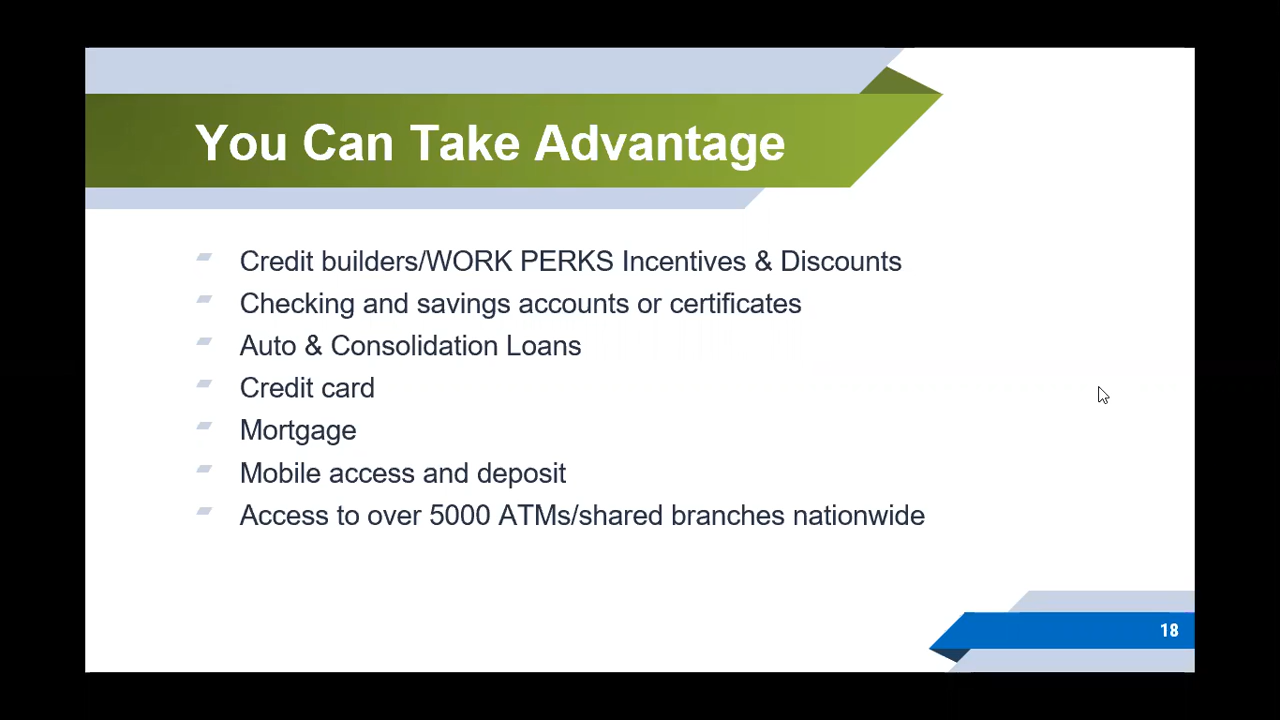 You Can Take Advantage
Credit builders/WORK PERKS Incentives & Discounts
Checking and savings accounts or certificates
Auto & Consolidation Loans
Credit card
Mortgage
Mobile access and deposit
Access to over 5000 ATMs/shared branches nationwide
18